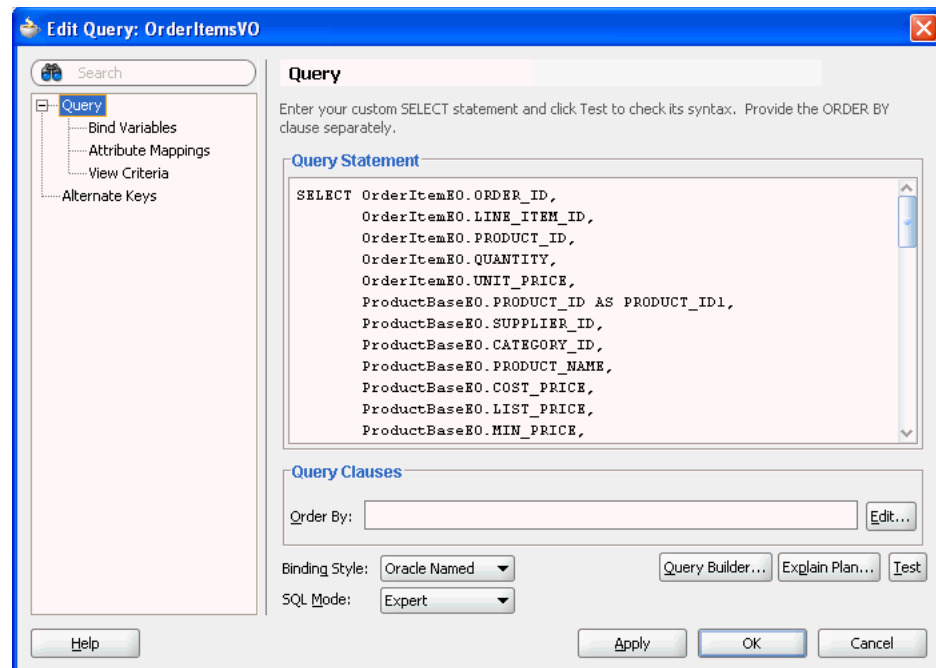 Edit Query: OrderItemsVO
Search
Query
Bind Variables
Attribute Mappings
View Criteria
Alternate Keys
Query
Enter your custom SELECT statement and click Test to check its syntax. Provide the ORDER BY
clause separately.
Query Statement
SELECT OrderItemEO.ORDER_ID,
OrderItemEO.LINE_ITEM_ID,
OrderItemEO.PRODUCT_ID,
OrderItemEO.QUANTITY,
OrderItemEO.UNIT_PRICE,
ProductBaseEO.PRODUCT_ID AS PRODUCT_ID1,
ProductBaseEO.SUPPLIER_ID,
ProductBaseEO.CATEGORY_ID,
ProductBaseEO.PRODUCT_NAME,
ProductBaseEO.COST_PRICE,
ProductBaseEO.LIST_PRICE,
ProductBaseEO.MIN_PRICE,
Query Clauses
Order By: Edit...
Binding Style: Oracle Named Query Builder... Explain Plan... Test
SQL Mode: Expert
Help Apply OK Cancel